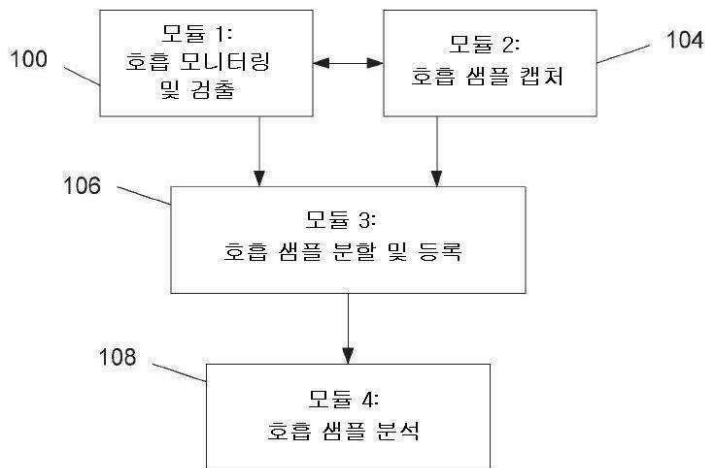 100
모듈 1:
호흡 모니터링
및 검출
모듈 2:
호흡 샘플 캡처
104
106
모듈 3:
호흡 샘플 분할 및 등록
108
모듈 4:
호흡 샘플 분석